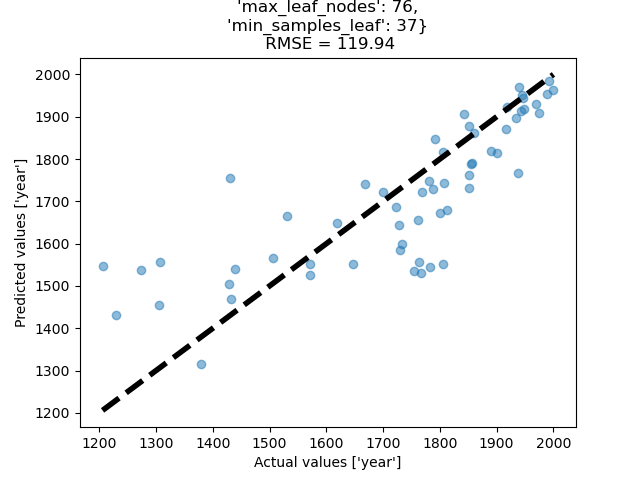 'max_leaf_nodes': 76,
'min_samples_leaf': 37}
RMSE = 119.94
2000
1900
1800
1700
1600
1500
1400
1300
1200
Predicted values ['year']
1200 1300 1400 1500 1600 1700 1800 1900 2000
Actual values ['year']